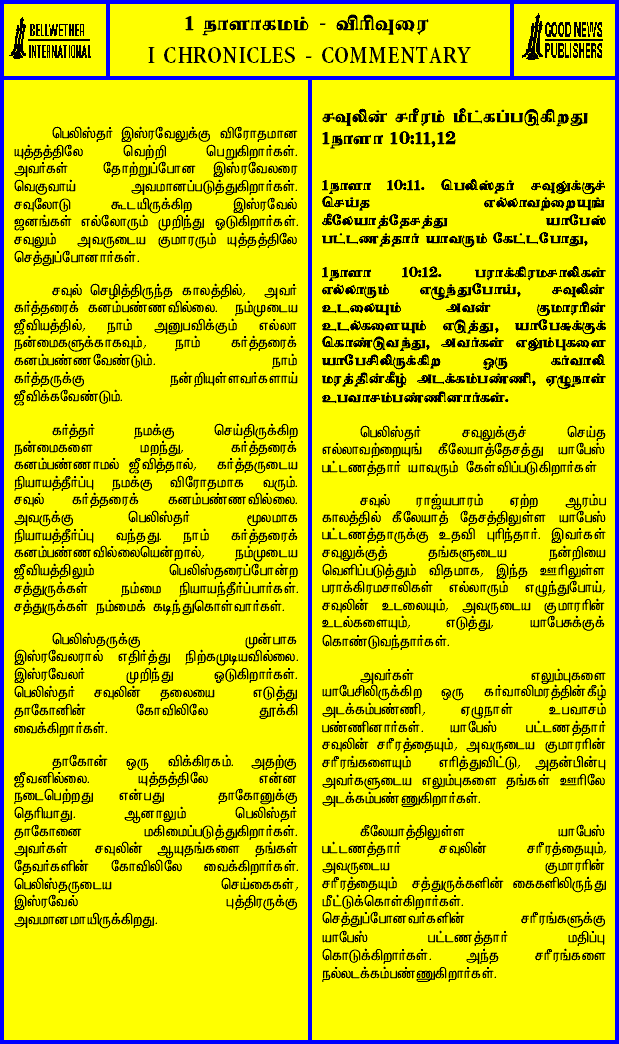 BELLWETHER
INTERNATIONAL
1 நாளாகமம் - விரிவுரை
I CHRONICLES - COMMENTARY
GOOD NEWS
PUBLISHERS
பெலிஸ்தர் இஸ்ரவேலுக்கு விரோதமான
யுத்தத்திலே வெற்றி பெறுகிறார்கள்.
அவர்கள் தோற்றுப்போன இஸ்ரவேலரை
வெகுவாய் அவமானப்படுத்துகிறார்கள்.
சவுலோடு கூடயிருக்கிற இஸ்ரவேல்
ஜனங்கள் எல்லோரும் முறிந்து ஓடுகிறார்கள்.
சவுலும் அவருடைய குமாரரும் யுத்தத்திலே
செத்துப்போனார்கள்.
சவுல் செழித்திருந்த காலத்தில், அவர்
கர்த்தரைக் கனம்பண்ணவில்லை. நம்முடைய
ஜீவியத்தில், நாம் அனுபவிக்கும் எல்லா
நன்மைகளுக்காகவும், நாம் கர்த்தரைக்
கனம்பண்ணவேண்டும். நாம்
கர்த்தருக்கு நன்றியுள்ளவர்களாய்
ஜீவிக்கவேண்டும்.
கர்த்தர் நமக்கு செய்திருக்கிற
நன்மைகளை மறந்து, கர்த்தரைக்
கனம்பண்ணாமல் ஜீவித்தால், கர்த்தருடைய
நியாயத்தீர்ப்பு நமக்கு விரோதமாக வரும்.
சவுல் கர்த்தரைக் கனம்பண்ணவில்லை.
அவருக்கு பெலிஸ்தர் மூலமாக
நியாயத்தீர்ப்பு வந்தது. நாம் கர்த்தரைக்
கனம்பண்ணவில்லையென்றால், நம்முடைய
ஜீவியத்திலும் பெலிஸ்தரைப்போன்ற
சத்துருக்கள் நம்மை நியாயந்தீர்ப்பார்கள்.
சத்துருக்கள் நம்மைக் கடிந்துகொள்வார்கள்.
பெலிஸ்தருக்கு முன்பாக
இஸ்ரவேலரால் எதிர்த்து நிற்கமுடியவில்லை.
இஸ்ரவேலர் முறிந்து ஓடுகிறார்கள்.
பெலிஸ்தர் சவுலின் தலையை எடுத்து
தாகோனின் கோவிலிலே தூக்கி
வைக்கிறார்கள்.
தாகோன் ஒரு விக்கிரகம். அதற்கு
ஜீவனில்லை. யுத்தத்திலே என்ன
நடைபெற்றது என்பது தாகோனுக்கு
தெரியாது. ஆனாலும் பெலிஸ்தர்
தாகோனை மகிமைப்படுத்துகிறார்கள்.
அவர்கள் சவுலின் ஆயுதங்களை தங்கள்
தேவர்களின் கோவிலிலே வைக்கிறார்கள்.
பெலிஸ்தருடைய செய்கைகள்,
இஸ்ரவேல் புத்திரருக்கு
அவமானமாயிருக்கிறது.
சவுலின் சரீரம் மீட்கப்படுகிறது
1நாளா 10:11,12
1நாளா 10:11. பெலிஸ்தர் சவுலுக்குச்
செய்த எல்லாவற்றையுங்
கீலேயாத்தேசத்து யாபேஸ்
பட்டணத்தார் யாவரும் கேட்டபோது,
1நாளா 10:12. பராக்கிரமசாலிகள்
எல்லாரும் எழுந்துபோய், சவுலின்
உடலையும் அவன் குமாரரின்
உடல்களையும் எடுத்து, யாபேசுக்குக்
கொண்டுவந்து, அவர்கள் எலும்புகளை
யாபேசிலிருக்கிற ஒரு கர்வாலி
மரத்தின்கீழ் அடக்கம்பண்ணி, ஏழுநாள்
உபவாசம்பண்ணினார்கள்.
பெலிஸ்தர் சவுலுக்குச் செய்த
எல்லாவற்றையுங் கீலேயாத்தேசத்து யாபேஸ்
பட்டணத்தார் யாவரும் கேள்விப்படுகிறார்கள்
சவுல் ராஜ்யபாரம் ஏற்ற ஆரம்ப
காலத்தில் கீலேயாத் தேசத்திலுள்ள யாபேஸ்
பட்டணத்தாருக்கு உதவி புரிந்தார். இவர்கள்
சவுலுக்குத் தங்களுடைய நன்றியை
வெளிப்படுத்தும் விதமாக, இந்த ஊரிலுள்ள
பராக்கிரமசாலிகள் எல்லாரும் எழுந்துபோய்,
சவுலின் உடலையும், அவருடைய குமாரரின்
உடல்களையும், எடுத்து, யாபேசுக்குக்
கொண்டுவந்தார்கள்.
அவர்கள் எலும்புகளை
யாபேசிலிருக்கிற ஒரு கர்வாலிமரத்தின்கீழ்
அடக்கம்பண்ணி, ஏழுநாள் உபவாசம்
பண்ணினார்கள். யாபேஸ் பட்டணத்தார்
சவுலின் சரீரத்தையும், அவருடைய குமாரரின்
சரீரங்களையும் எரித்துவிட்டு, அதன்பின்பு
அவர்களுடைய எலும்புகளை தங்கள் ஊரிலே
அடக்கம்பண்ணுகிறார்கள்.
கீலேயாத்திலுள்ள யாபேஸ்
பட்டணத்தார் சவுலின் சரீரத்தையும்,
அவருடைய குமாரரின்
சரீரத்தையும் சத்துருக்களின் கைகளிலிருந்து
மீட்டுக்கொள்கிறார்கள்.
செத்துப்போனவர்களின் சரீரங்களுக்கு
யாபேஸ் பட்டணத்தார் மதிப்பு
கொடுக்கிறார்கள். அந்த சரீரங்களை
நல்லடக்கம்பண்ணுகிறார்கள்.